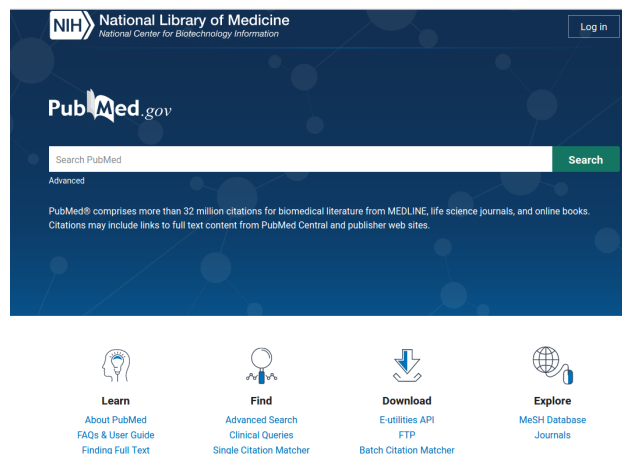 NIH National Library of Medicine
National Center for Biotechnology Information
Log in
PubMed.gov
Search PubMed
Search
Advanced
PubMed® comprises more than 32 million citations for biomedical literature from MEDLINE, life science journals, and online books.
Citations may include links to full text content from PubMed Central and publisher web sites.
Learn
About PubMed
FAQs & User Guide
Finding Full Text
Find
Advanced Search
Clinical Queries
Single Citation Matcher
Download
E-utilities API
FTP
Batch Citation Matcher
Explore
MeSH Database
Journals